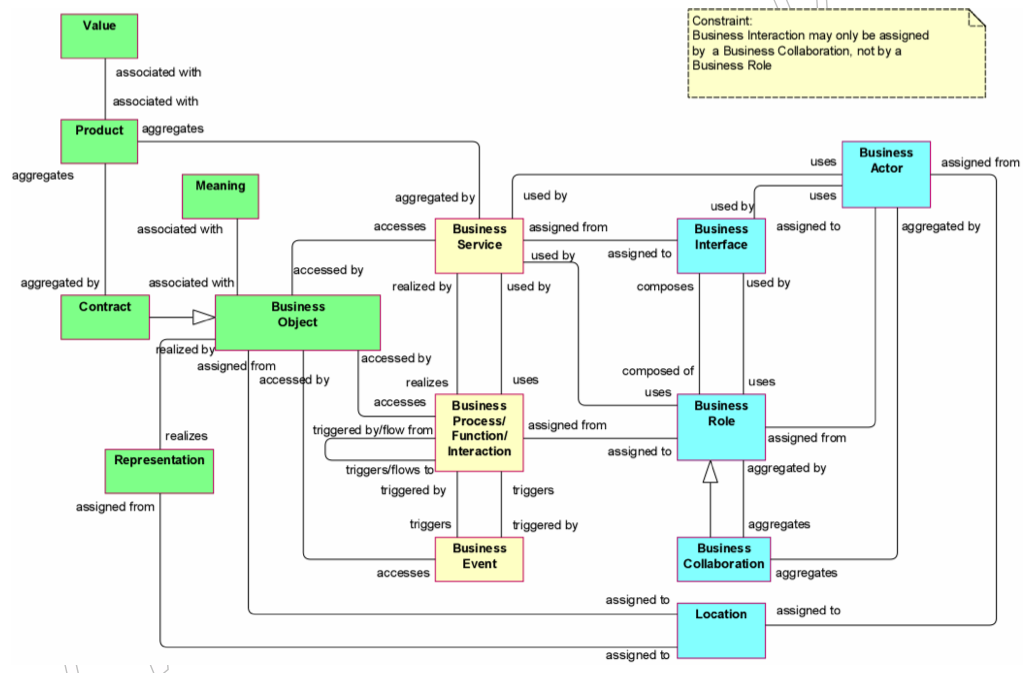 Constraint:
Business Interaction may only be assigned
by a Business Collaboration, not by a
Business Role
Value
associated with
associated with
Product
aggregates
aggregates
Meaning
associated with
associated with
aggregated by
Contract
Business
Object
accessed by
accesses
aggregated by
Business
Service
used by
uses
Business
Actor
assigned from
uses
used by
assigned to
aggregated by
assigned from
assigned to
used by
Business
Interface
realized by
used by
composes
used by
realized by
assigned from
accessed by
accessed by
realizes
uses
composed of
uses
uses
accesses
Business
Process/
Function/
Interaction
triggered by/flow from
triggers/flows to
assigned from
assigned to
Business
Role
assigned from
realizes
Representation
assigned from
triggered by
triggers
aggregated by
triggers
triggered by
aggregates
Business
Event
accesses
Business
Collaboration
aggregates
assigned to
Location
assigned to
assigned to